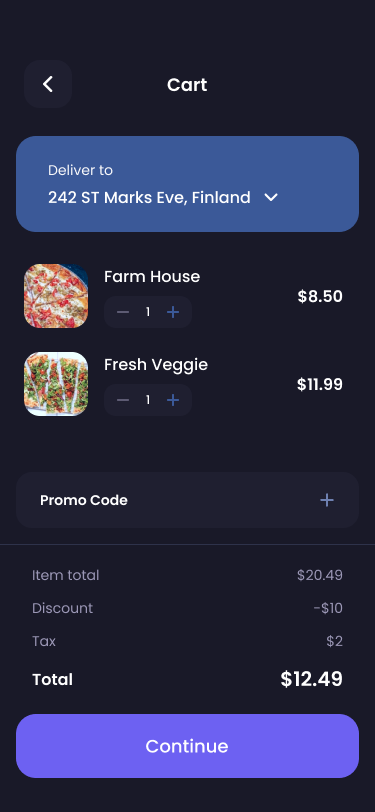 Cart
Deliver to
242 ST Marks Eve, Finland
Farm House
1
$8.50
Fresh Veggie
1
$11.99
Promo Code
Item total $20.49
Discount -$10
Tax $2
Total $12.49
Continue